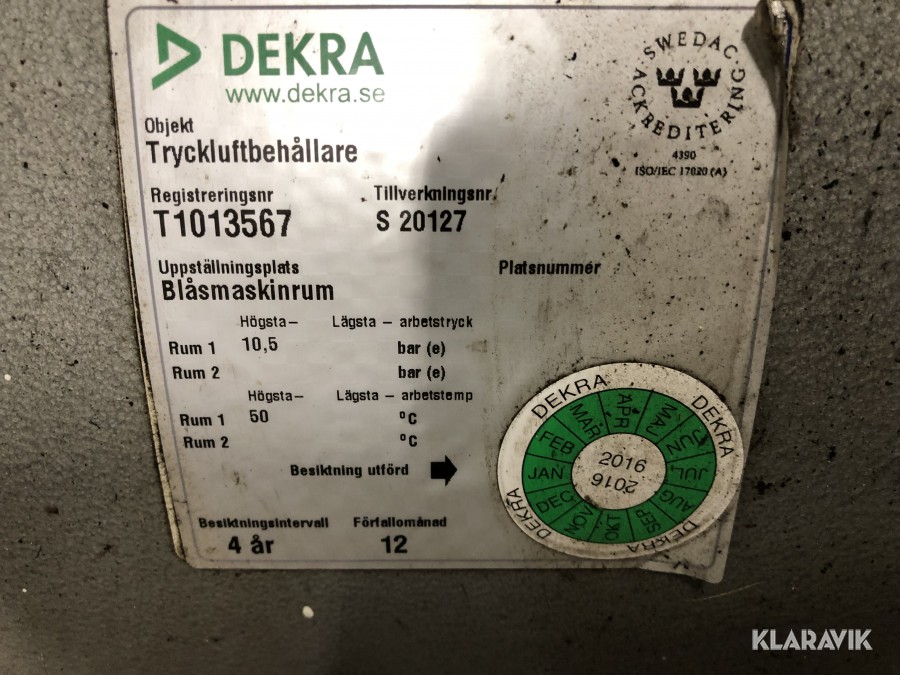 DEKRA
www.dekra.se
SWEDAC
ACKREDITERING
4390
ISO/IEC 17020 (A)
Objekt
Tryckluftbehållare
Registreringsnr Tillverkningsnr.
T1013567 S 20127
Uppställningsplats Platsnummer
Blåsmaskinrum
Högsta– Lägsta – arbetstryck
Rum 1 10,5 bar (e)
Rum 2 bar (e)
Högsta– Lägsta – arbetstemp
Rum 1 50 °C
Rum 2 °C
Besiktning utförd
Besiktningsintervall Förfallomånad
4 år 12
DEKRA DEKRA DEKRA DEKRA
JAN FEB MAR APR MAJ JUN JUL AUG SEP OKT NOV DEC
2016
2016
KLARAVIK